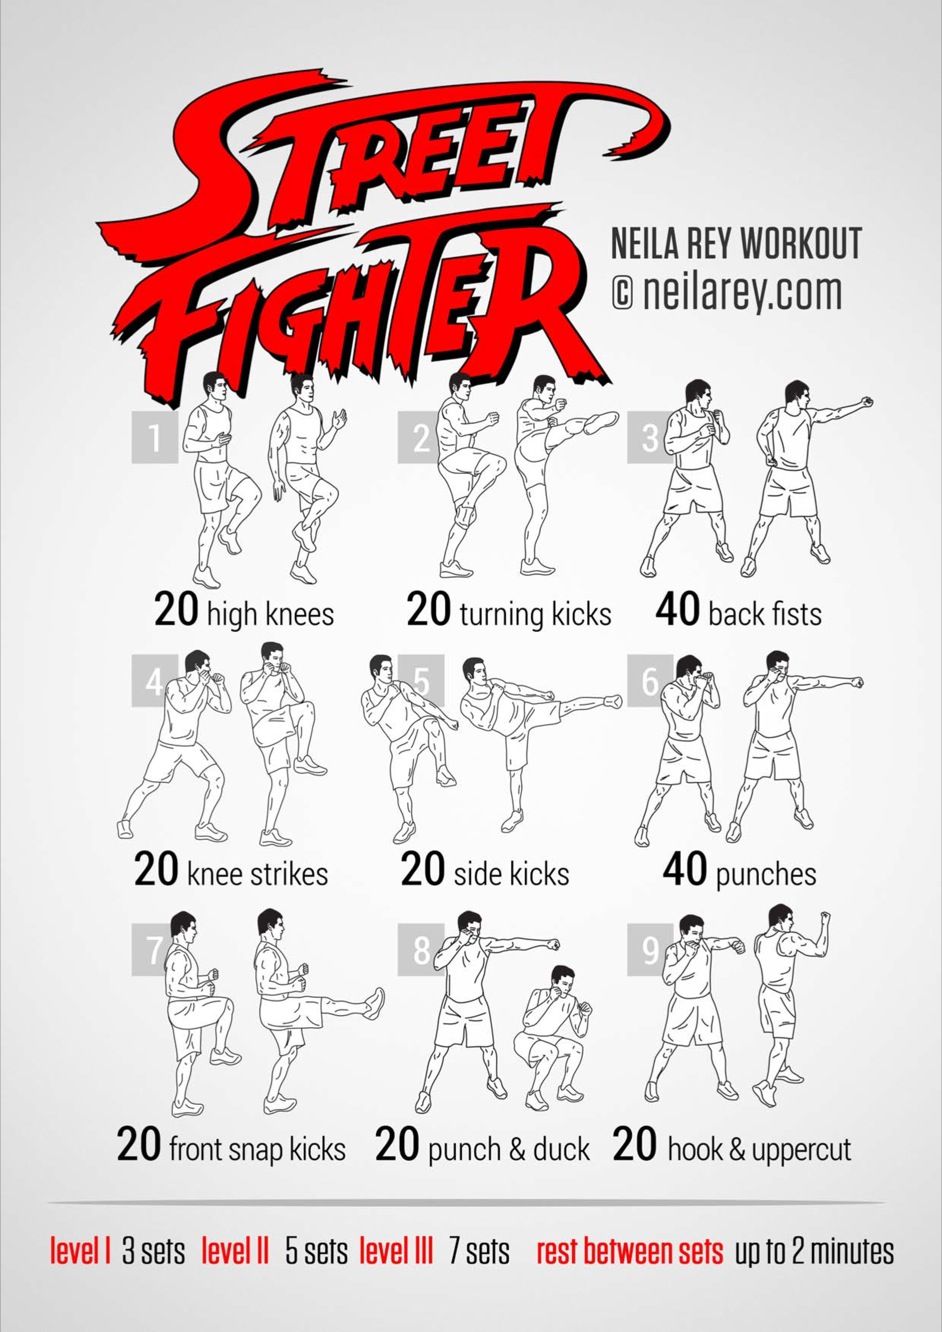 STREET
FIGHTER
NEILA REY WORKOUT
© neilarey.com
1
2
3
20 high knees
20 turning kicks
40 back fists
4
5
6
20 knee strikes
20 side kicks
40 punches
7
8
9
20 front snap kicks
20 punch & duck
20 hook & uppercut
level I 3 sets level II 5 sets level III 7 sets rest between sets up to 2 minutes